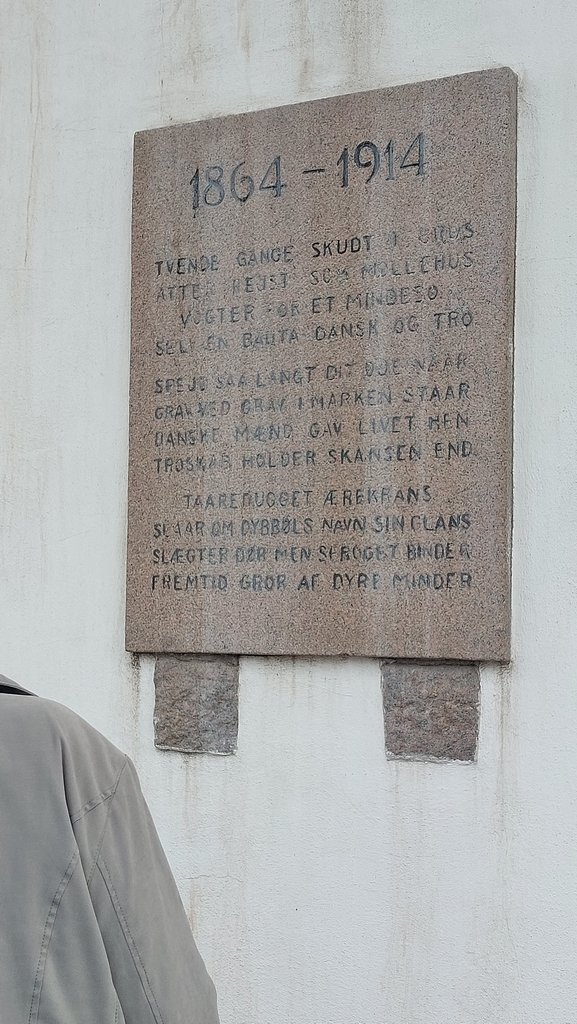 1864 - 1914
TVENDE GANGE SKUDT I GRUS
ATTER REJST SOM MØLLEHUS
VOGTER FOR ET MINDEBO
SELV EN BAUTA DANSK OG TRO
SPEJD SAA LANGT DIT ØJE NAAR
GRAV VED GRAV I MARKEN STAAR
DANSKE MÆND GAV LIVET HEN
TROSKAB HOLDER SKANSEN END
TAAREDUGGET ÆREKRANS
SLAAR OM DYBBØLS NAVN SIN GLANS
SLÆGTER DØR MEN SPROGET BINDER
FREMTID GROR AF DYRE MINDER